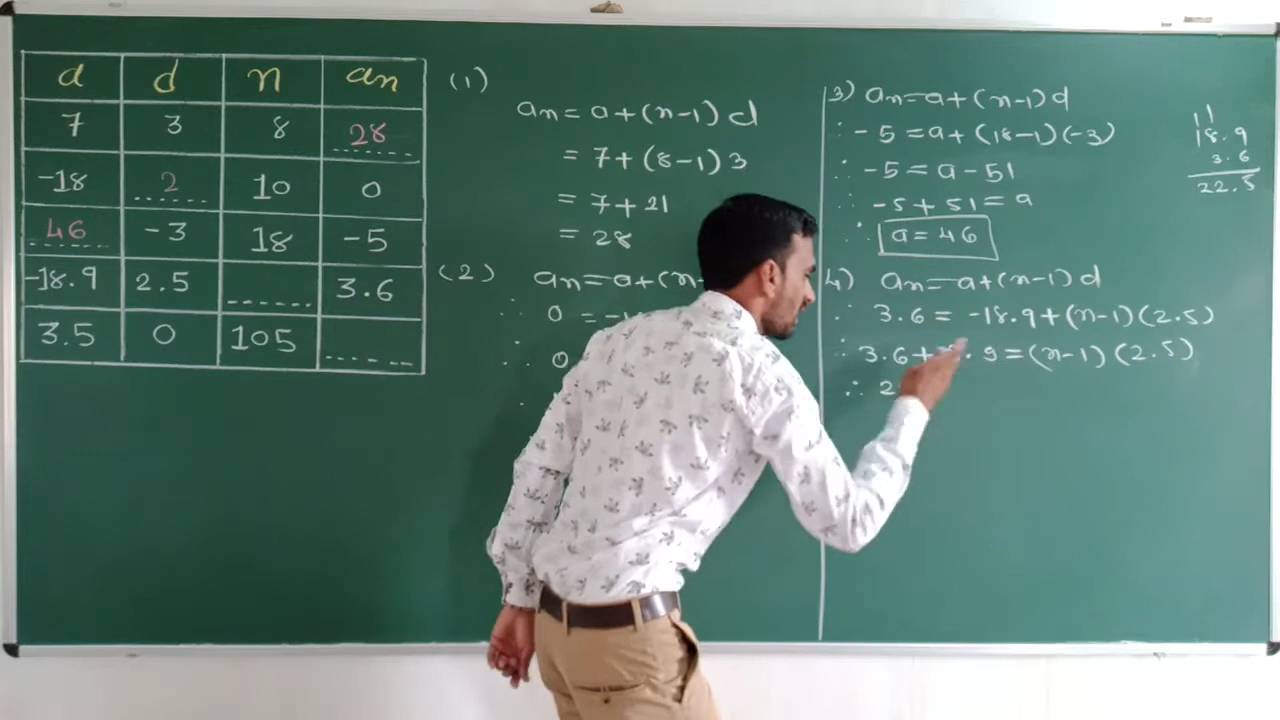 a d n an
7 3 8 28
-18 2 10 0
46 -3 18 -5
-18.9 2.5 ...... 3.6
3.5 0 105 ......
(1)
an = a + (n-1) d
= 7 + (8-1) 3
= 7 + 21
= 28
(2) an = a + (n-
∴ 0 = -1
∴ 0
3) an = a + (n-1) d
∴ -5 = a + (18-1)(-3)
∴ -5 = a - 51
∴ -5 + 51 = a
∴ a = 46
4) an = a + (n-1) d
∴ 3.6 = -18.9 + (n-1)(2.5)
∴ 3.6 + .9 = (n-1)(2.5)
∴ 2
1 1
18.9
3.6
22.5